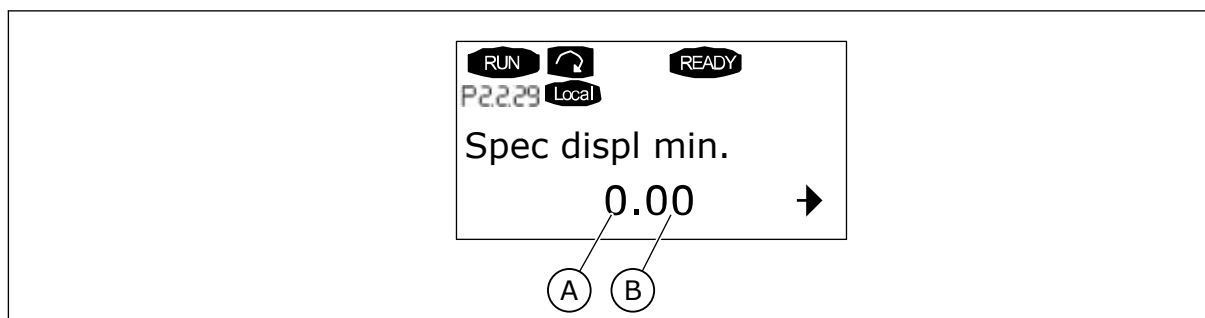 RUN READY
P2.2.29 Local
Spec displ min.
0.00
A B